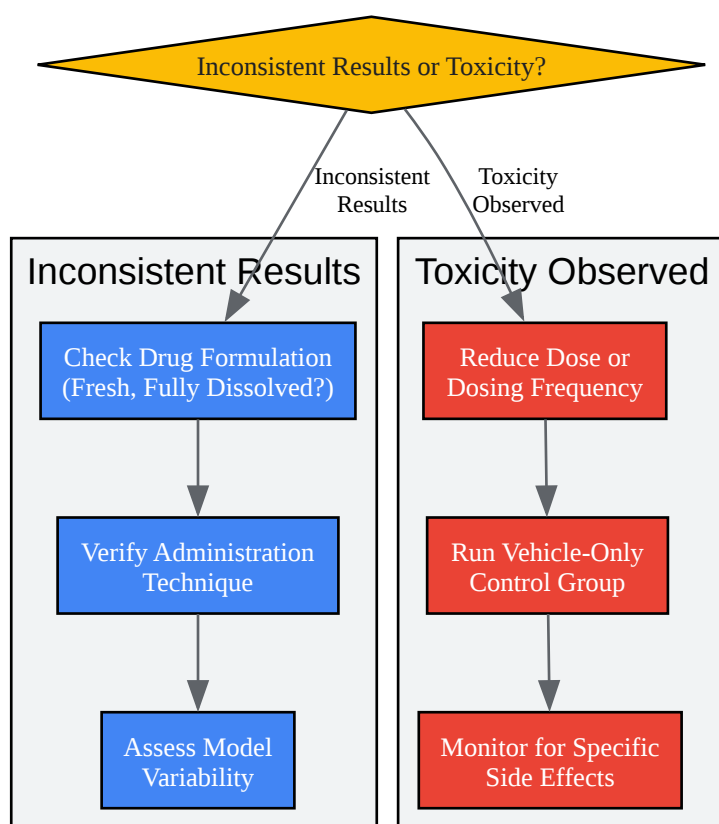 Inconsistent Results or Toxicity?
Inconsistent
Results
Toxicity
Observed
Inconsistent Results
Check Drug Formulation
(Fresh, Fully Dissolved?)
Verify Administration
Technique
Assess Model
Variability
Toxicity Observed
Reduce Dose or
Dosing Frequency
Run Vehicle-Only
Control Group
Monitor for Specific
Side Effects